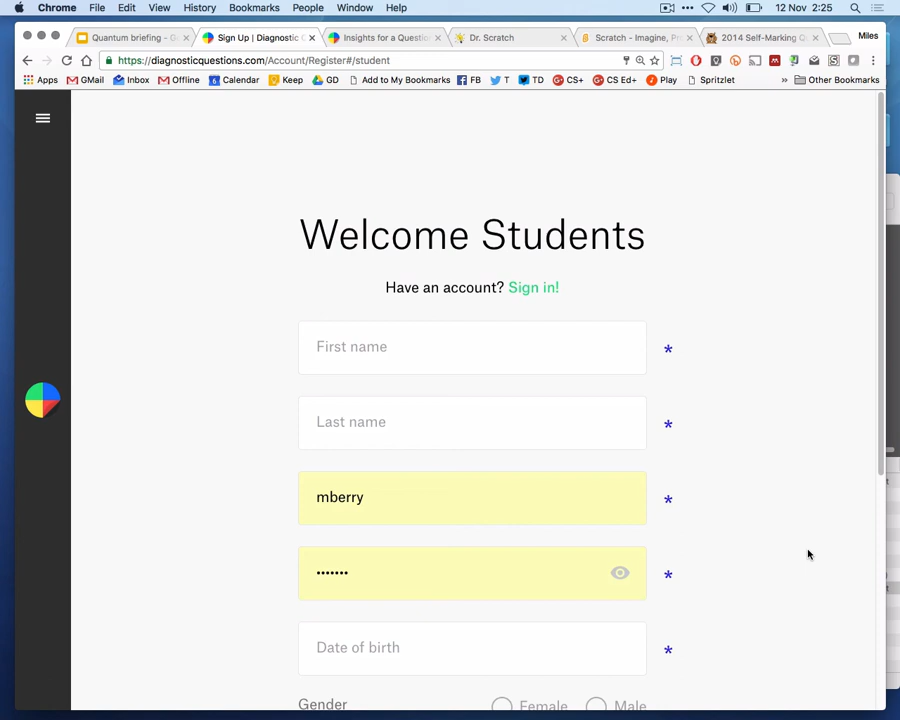 Chrome File Edit View History Bookmarks People Window Help 12 Nov 2:25
Quantum briefing - G Sign Up | Diagnostic Insights for a Questi Dr. Scratch Scratch - Imagine, Pro 2014 Self-Marking Qu Miles
https://diagnosticquestions.com/Account/Register#/student
Apps GMail Inbox Offline Calendar Keep GD Add to My Bookmarks FB T TD CS+ CS Ed+ Play Spritzlet » Other Bookmarks
Welcome Students
Have an account? Sign in!
First name *
Last name *
mberry *
••••••• *
Date of birth *
Gender Female Male